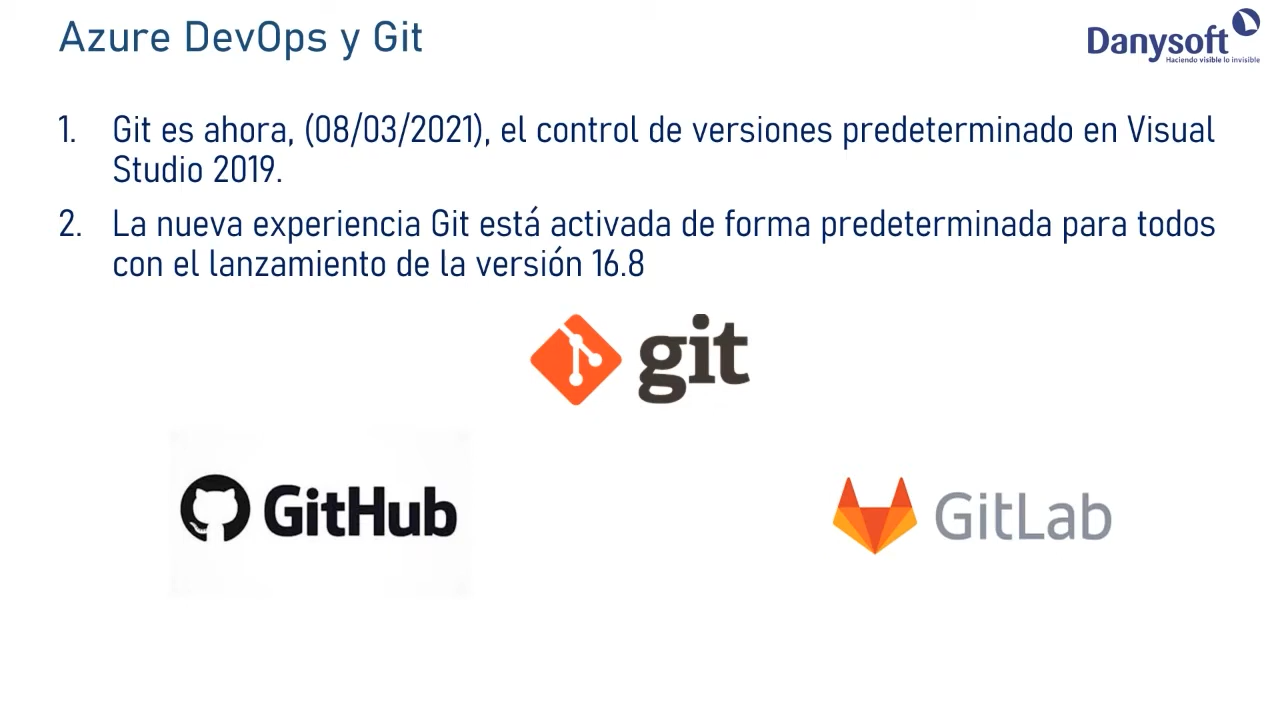 Azure DevOps y Git
Danysoft
Haciendo visible lo invisible
1. Git es ahora, (08/03/2021), el control de versiones predeterminado en Visual
Studio 2019.
2. La nueva experiencia Git está activada de forma predeterminada para todos
con el lanzamiento de la versión 16.8
git
GitHub
GitLab